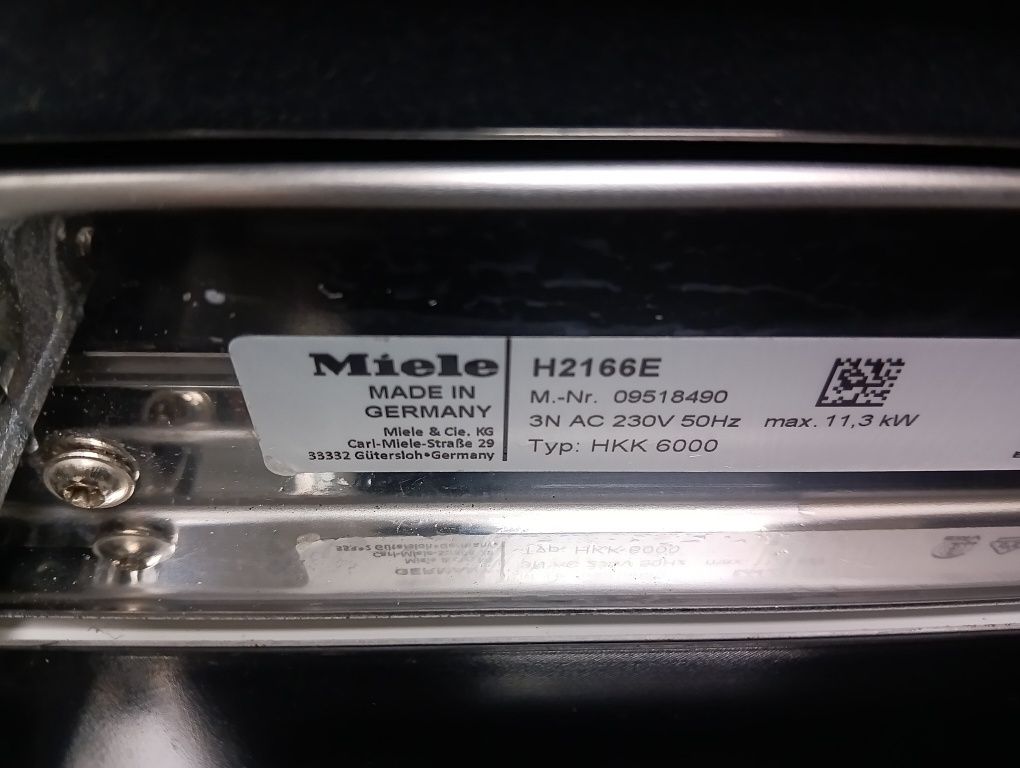 Miele
MADE IN
GERMANY
Miele & Cie. KG
Carl-Miele-Straße 29
33332 Gütersloh•Germany
H2166E
M.-Nr. 09518490
3N AC 230V 50Hz max. 11,3 kW
Typ: HKK 6000